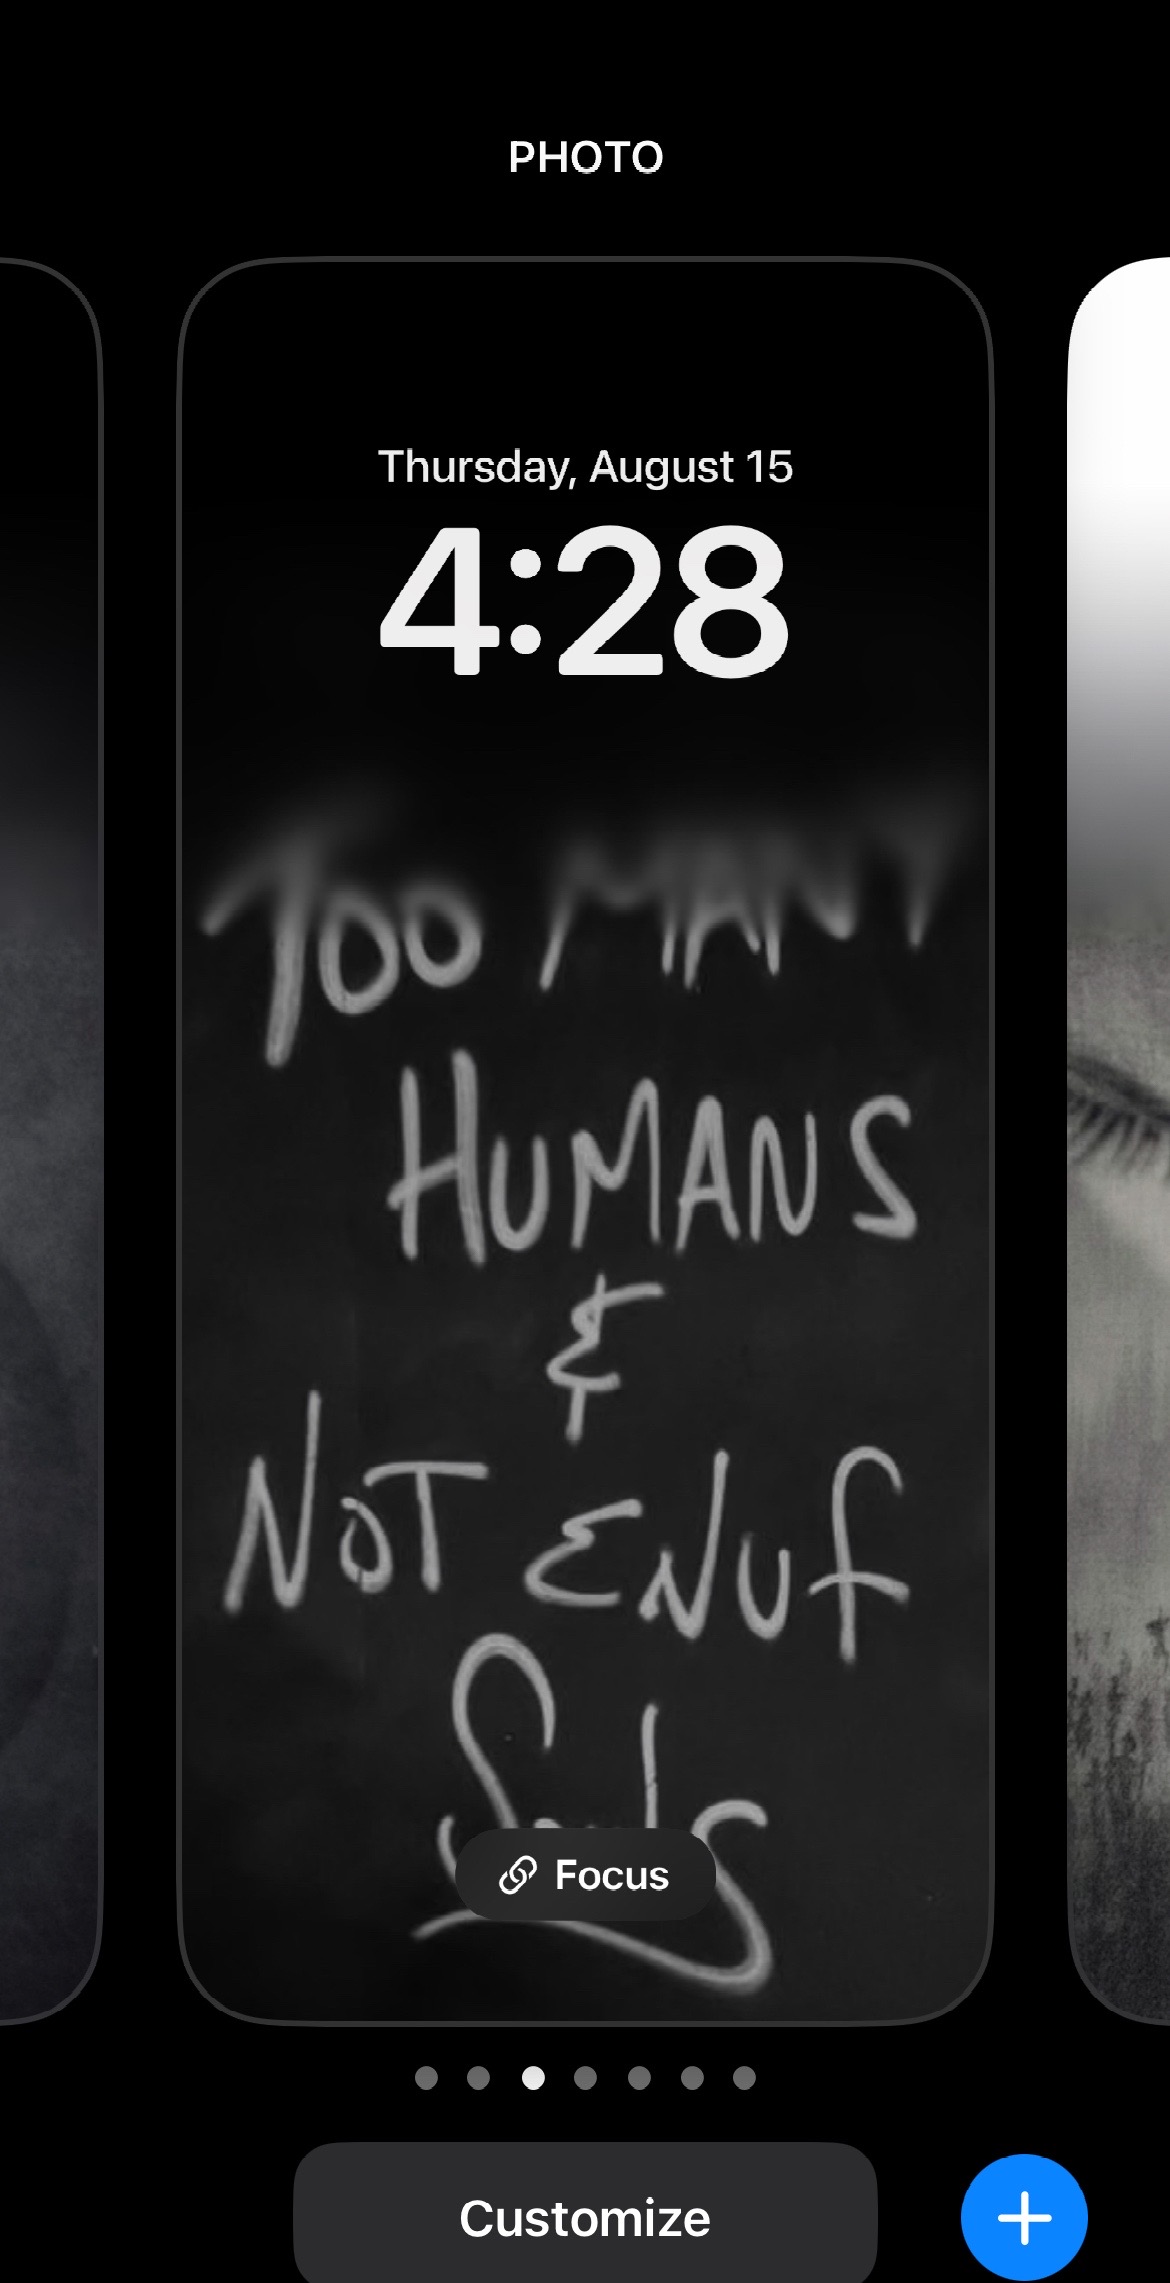 PHOTO
Thursday, August 15
4:28
TOO MANY
HUMANS
&
NOT ENUF
Focus
Customize